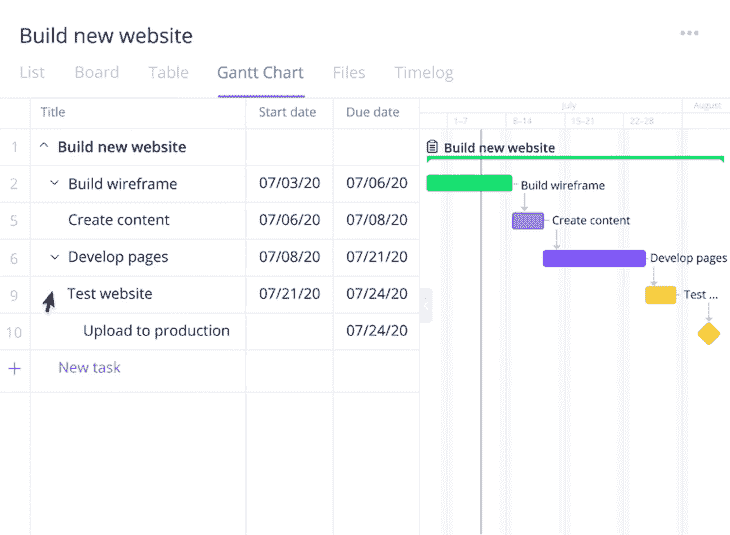 Build new website
List Board Table Gantt Chart Files Timelog
Title Start date Due date
July August
1–7 8–14 15–21 22–28
1 Build new website
Build new website
2 Build wireframe 07/03/20 07/06/20
Build wireframe
5 Create content 07/06/20 07/08/20
Create content
6 Develop pages 07/08/20 07/21/20
Develop pages
9 Test website 07/21/20 07/24/20
Test ...
10 Upload to production 07/24/20
+ New task